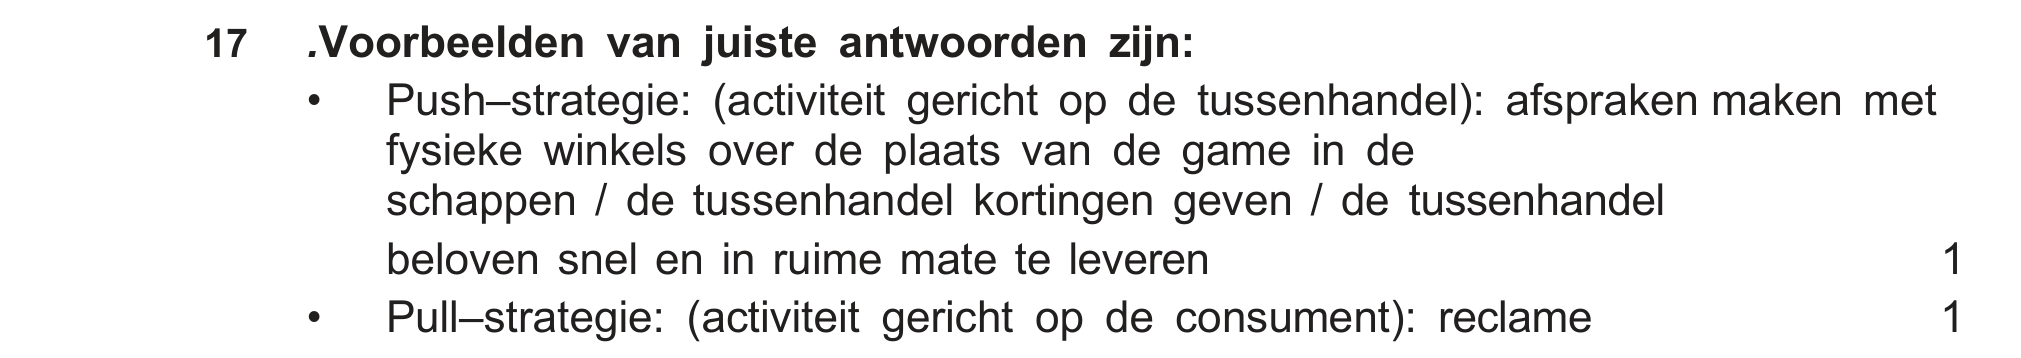 17 .Voorbeelden van juiste antwoorden zijn:
• Push–strategie: (activiteit gericht op de tussenhandel): afspraken maken met
fysieke winkels over de plaats van de game in de
schappen / de tussenhandel kortingen geven / de tussenhandel
beloven snel en in ruime mate te leveren 1
• Pull–strategie: (activiteit gericht op de consument): reclame 1